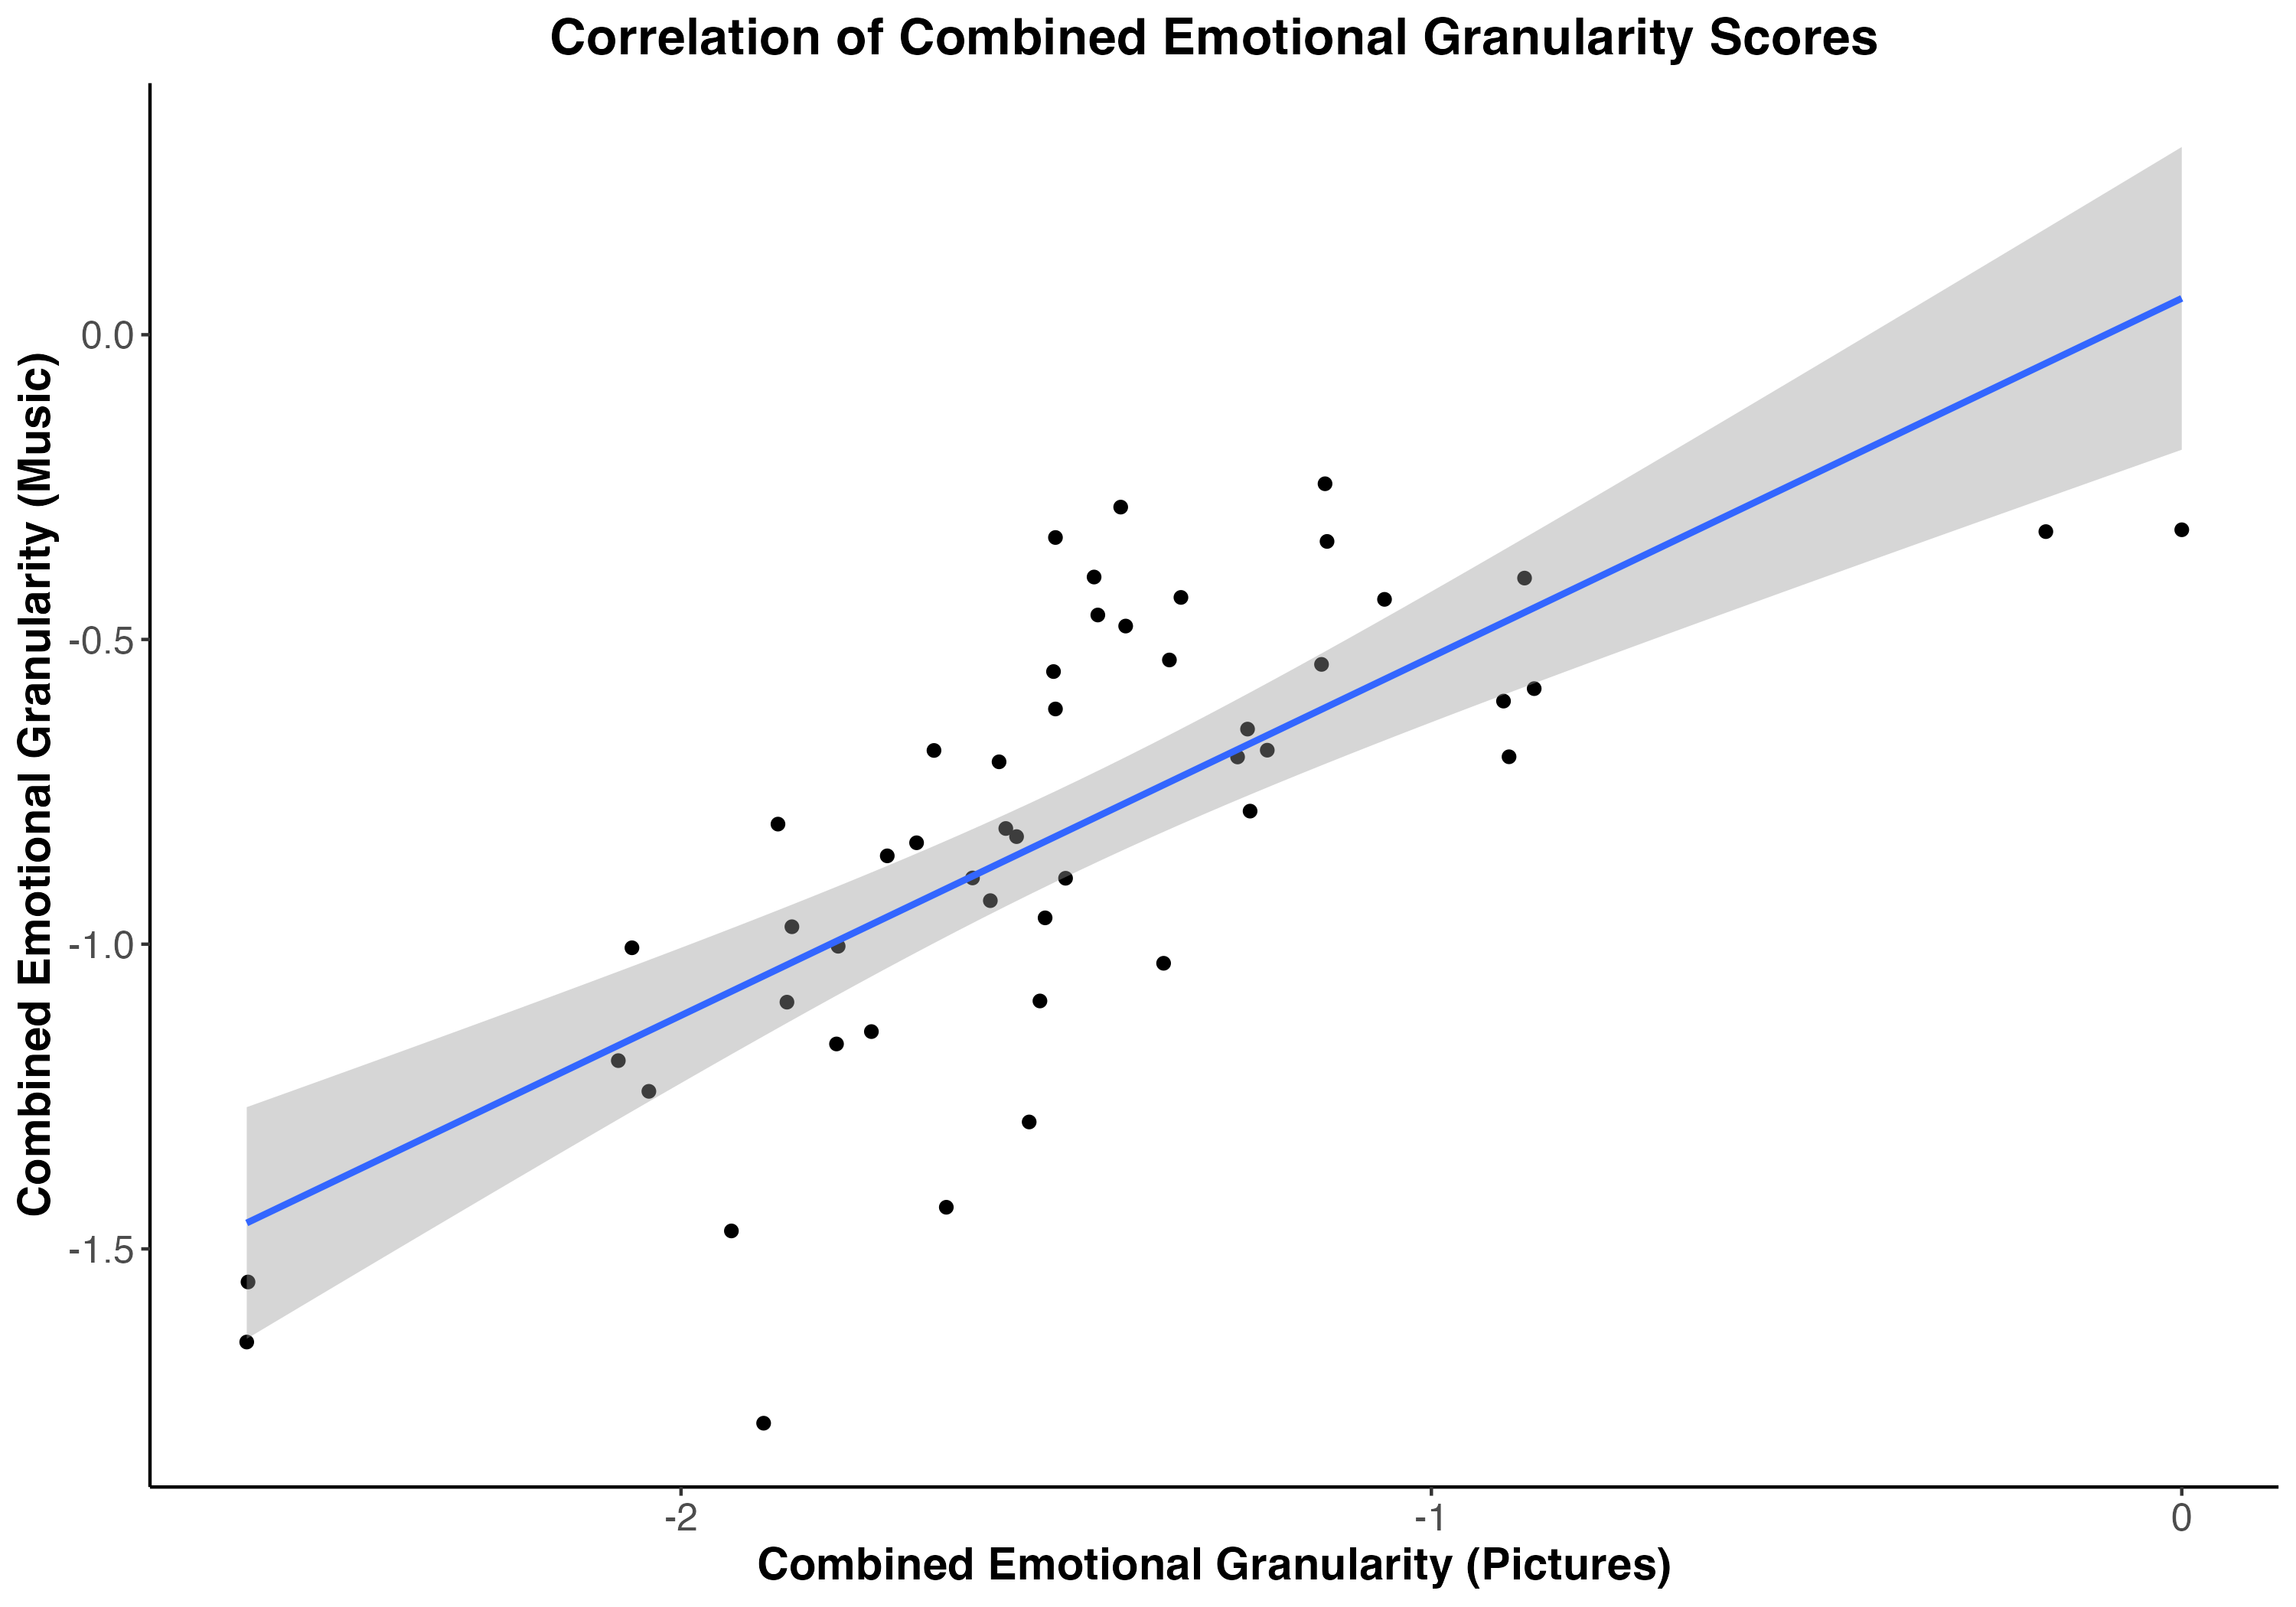 Correlation of Combined Emotional Granularity Scores
Combined Emotional Granularity (Music)
0.0
-0.5
-1.0
-1.5
-2
-1
0
Combined Emotional Granularity (Pictures)